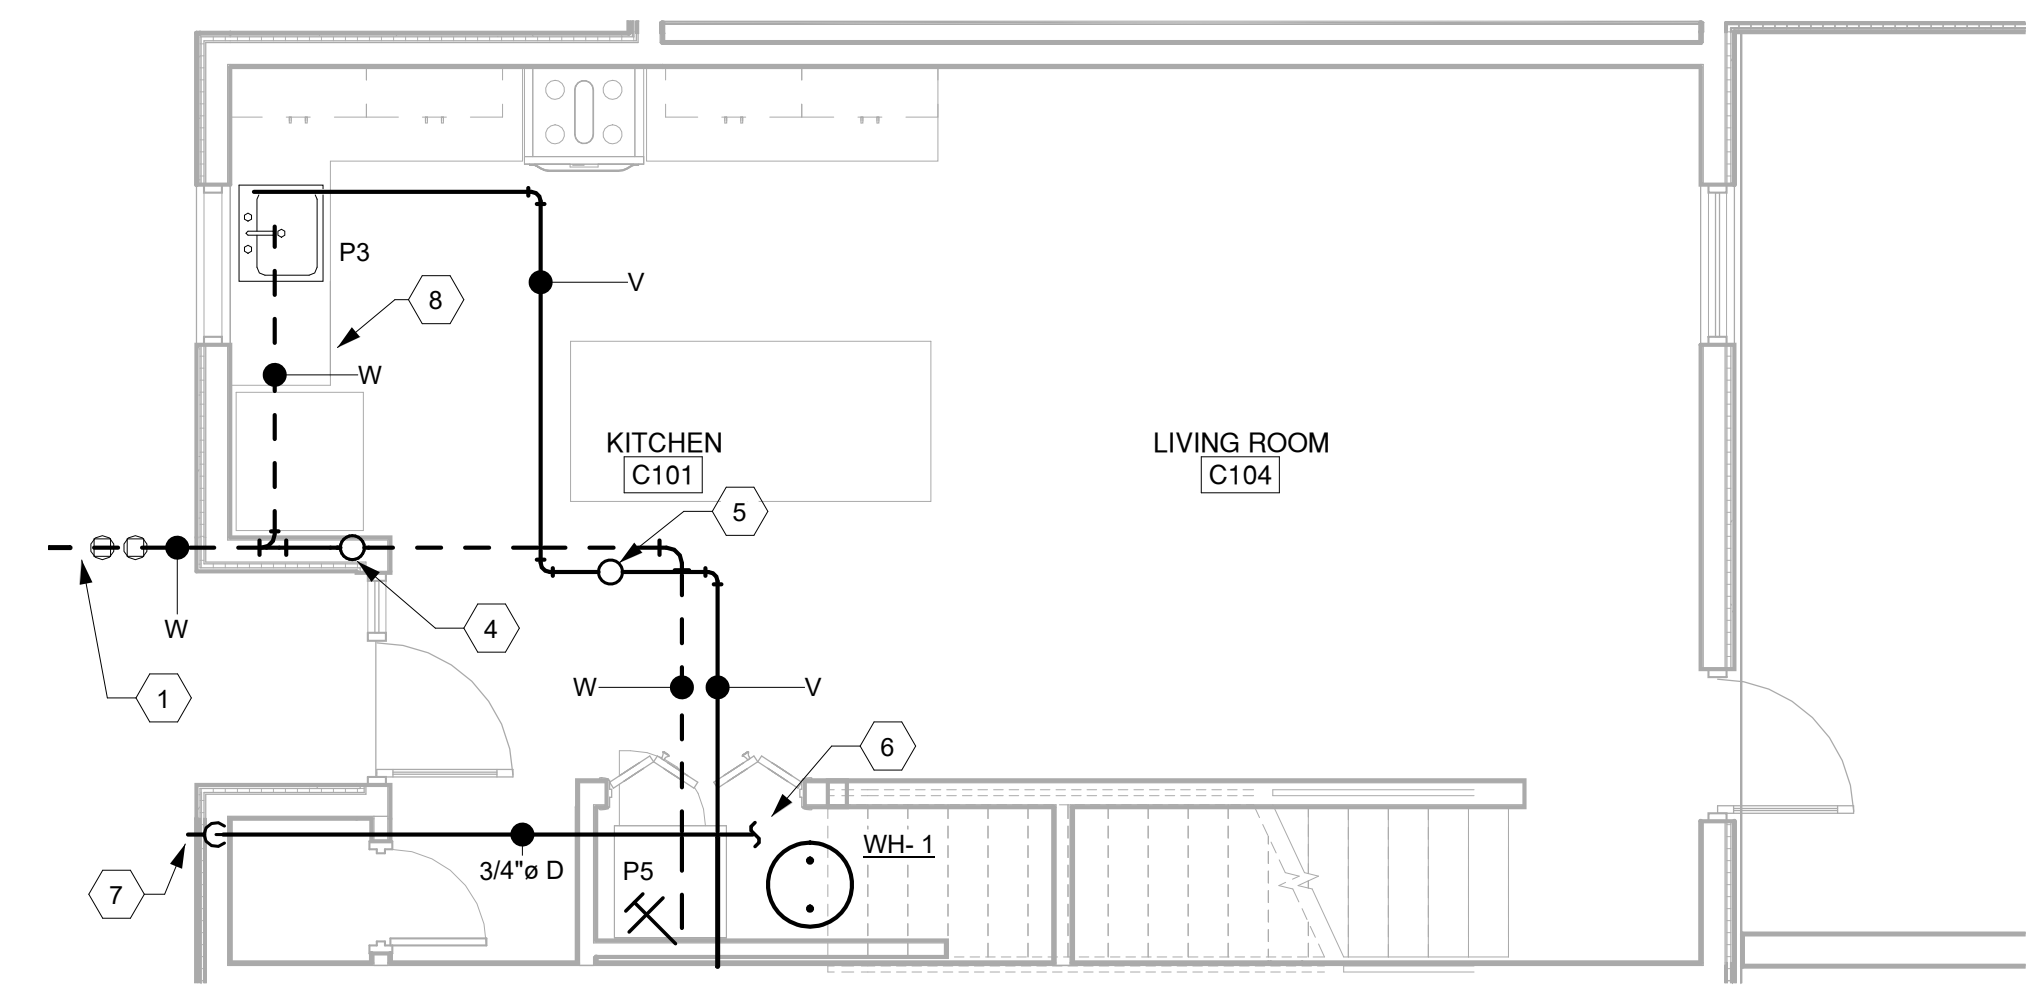 P3
8
V
W
KITCHEN
C101
LIVING ROOM
C104
5
W
4
1
W
V
6
3/4"ø D
P5
WH- 1
7